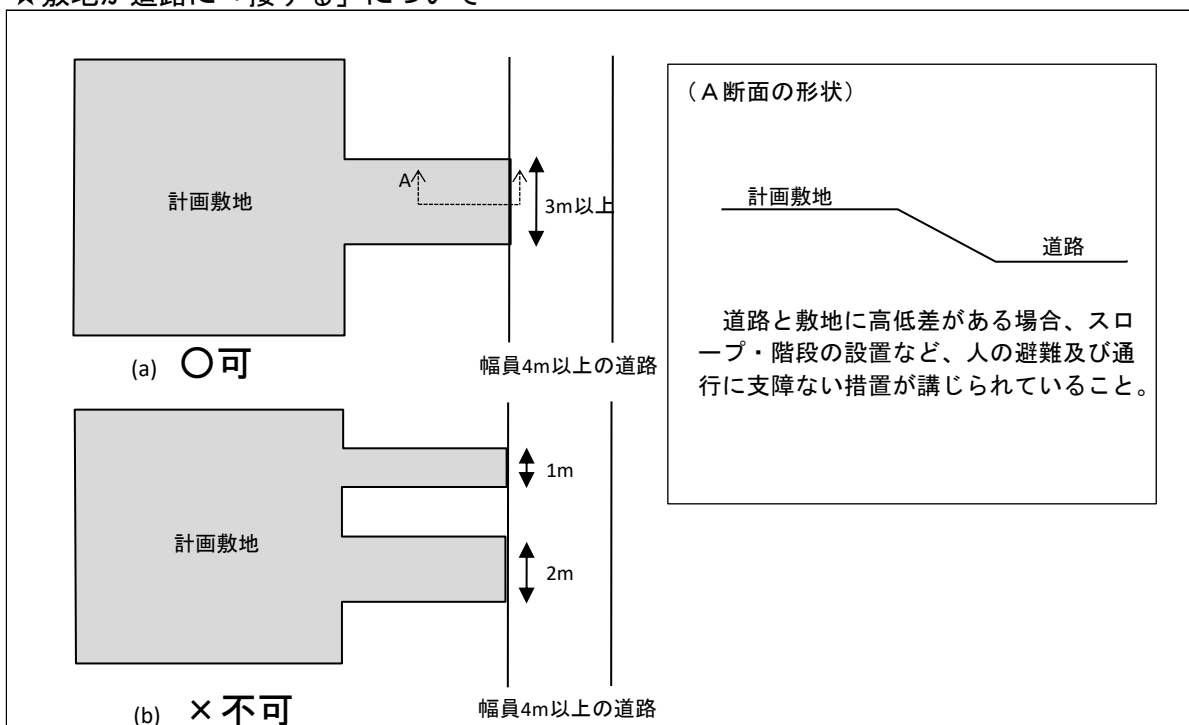 ★敷地が道路に「接する」について
計画敷地
A
3m以上
(a) 〇可
幅員4m以上の道路
計画敷地
1m
2m
(b) ×不可
幅員4m以上の道路
（A断面の形状）
計画敷地
道路
道路と敷地に高低差がある場合、スロ
ープ・階段の設置など、人の避難及び通
行に支障ない措置が講じられていること。